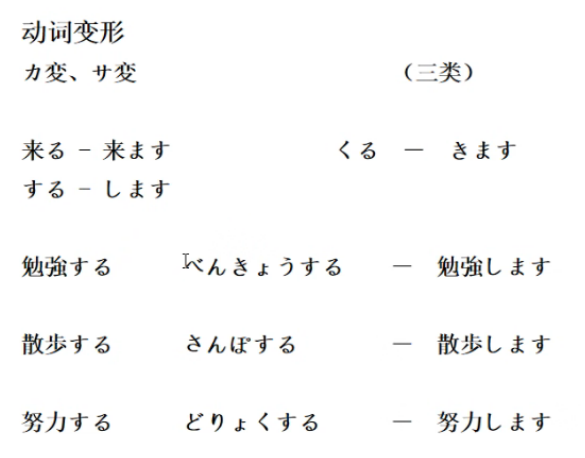 动词变形
カ変、サ変 （三类）
来る - 来ます くる － きます
する - します
勉強する べんきょうする － 勉強します
散歩する さんぽする － 散歩します
努力する どりょくする － 努力します